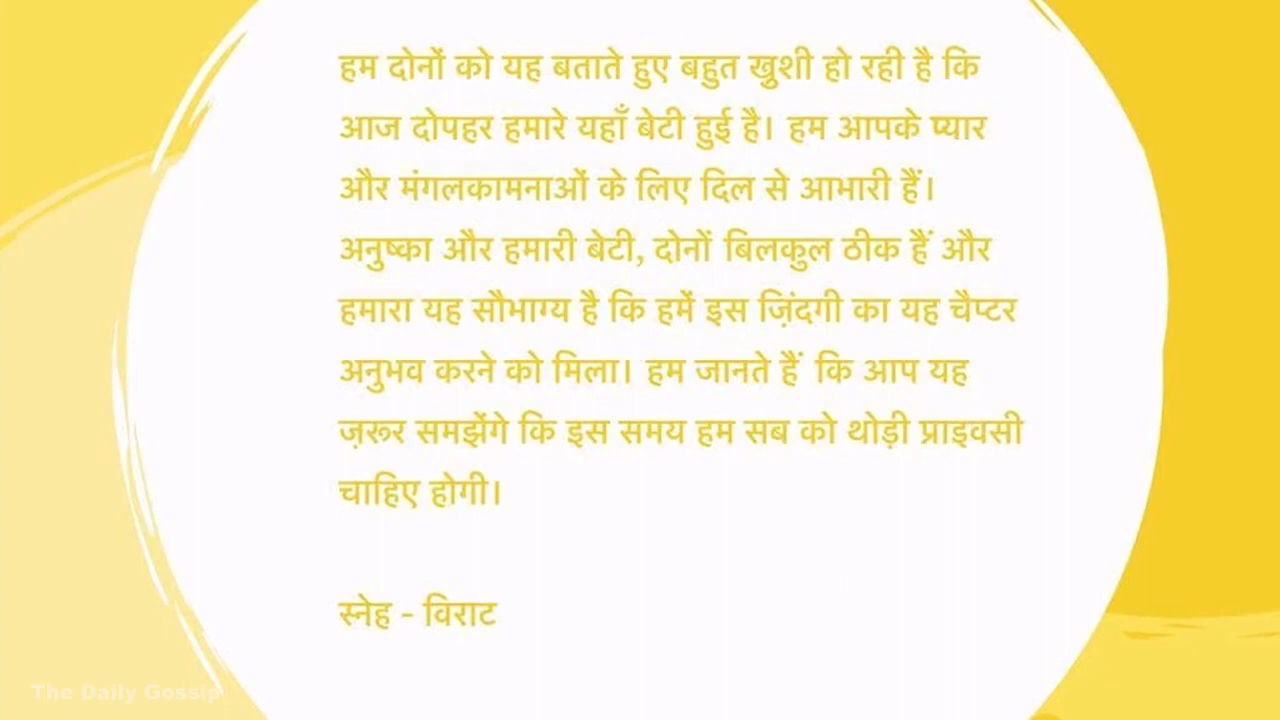 हम दोनों को यह बताते हुए बहुत खुशी हो रही है कि
आज दोपहर हमारे यहाँ बेटी हुई है। हम आपके प्यार
और मंगलकामनाओं के लिए दिल से आभारी हैं।
अनुष्का और हमारी बेटी, दोनों बिलकुल ठीक हैं और
हमारा यह सौभाग्य है कि हमें इस ज़िंदगी का यह चैप्टर
अनुभव करने को मिला। हम जानते हैं कि आप यह
ज़रूर समझेंगे कि इस समय हम सब को थोड़ी प्राइवसी
चाहिए होगी।
स्नेह - विराट
The Daily Gossip